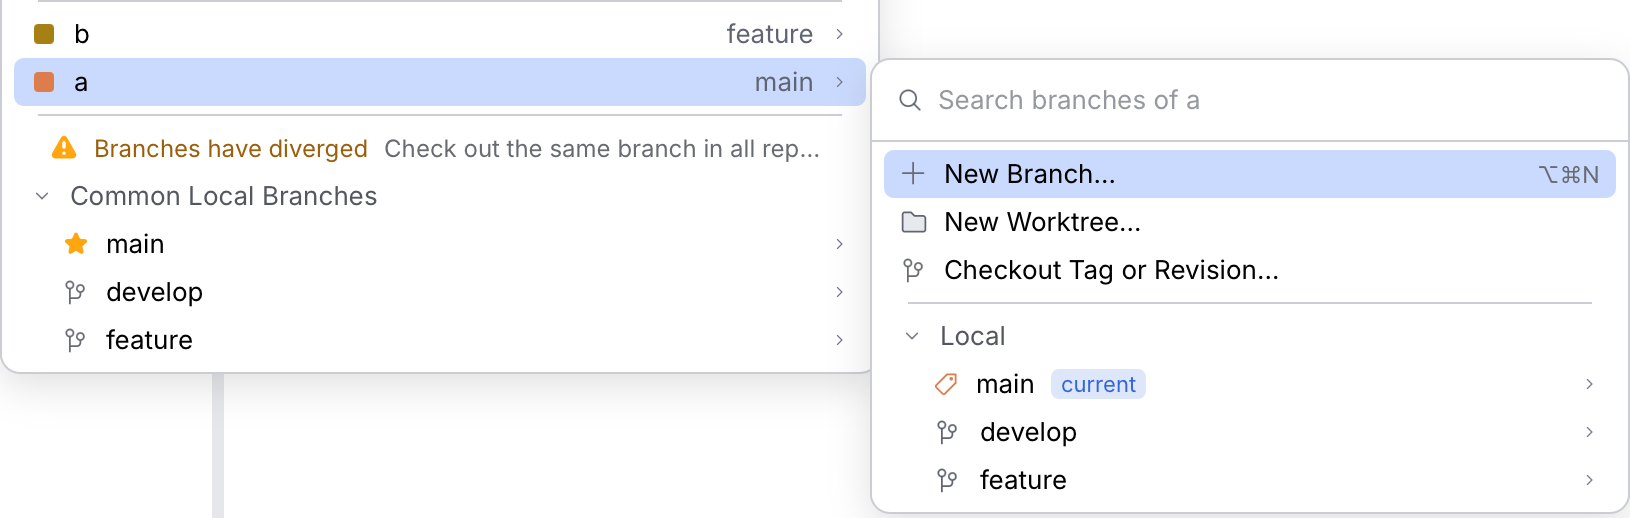 b feature
a main
Branches have diverged Check out the same branch in all rep...
Common Local Branches
main
develop
feature
Search branches of a
New Branch... ⌥⌘N
New Worktree...
Checkout Tag or Revision...
Local
main current
develop
feature